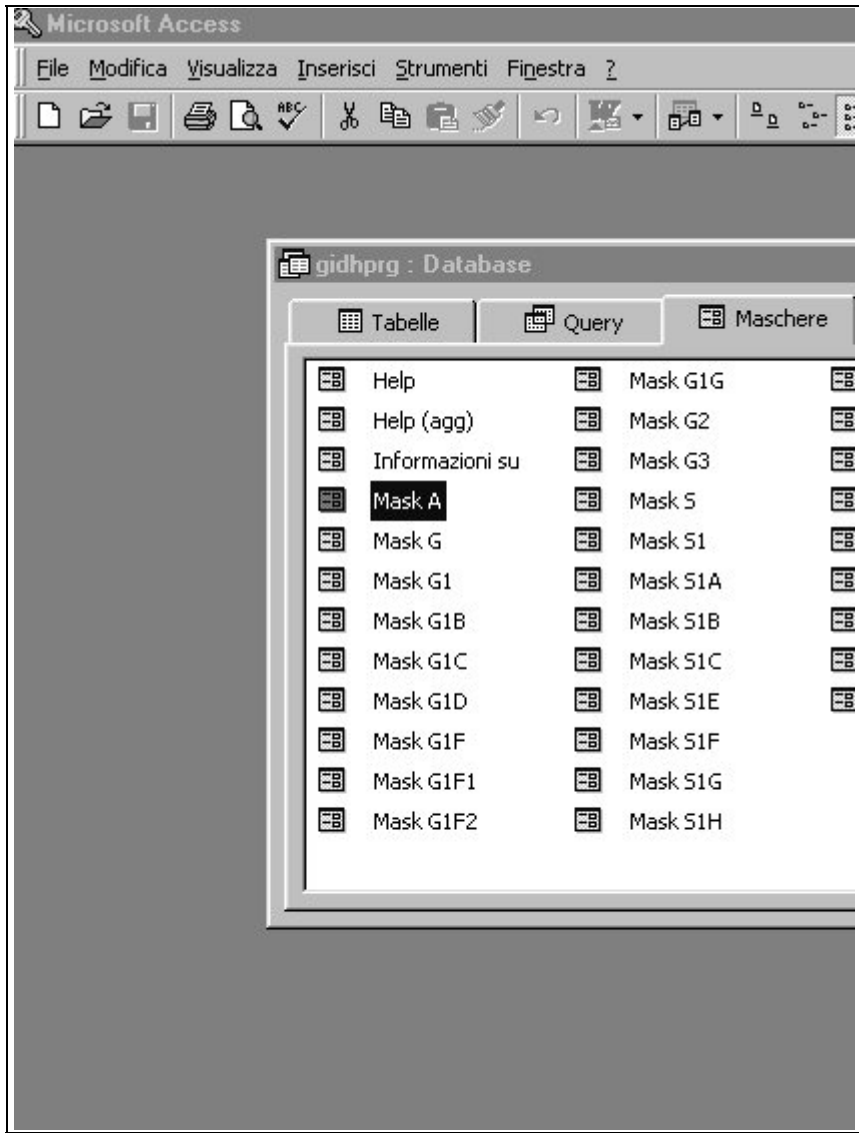 Microsoft Access
File Modifica Visualizza Inserisci Strumenti Finestra ?
ABC
gidhprg : Database
Tabelle Query Maschere
Help Mask G1G
Help (agg) Mask G2
Informazioni su Mask G3
Mask A Mask S
Mask G Mask S1
Mask G1 Mask S1A
Mask G1B Mask S1B
Mask G1C Mask S1C
Mask G1D Mask S1E
Mask G1F Mask S1F
Mask G1F1 Mask S1G
Mask G1F2 Mask S1H